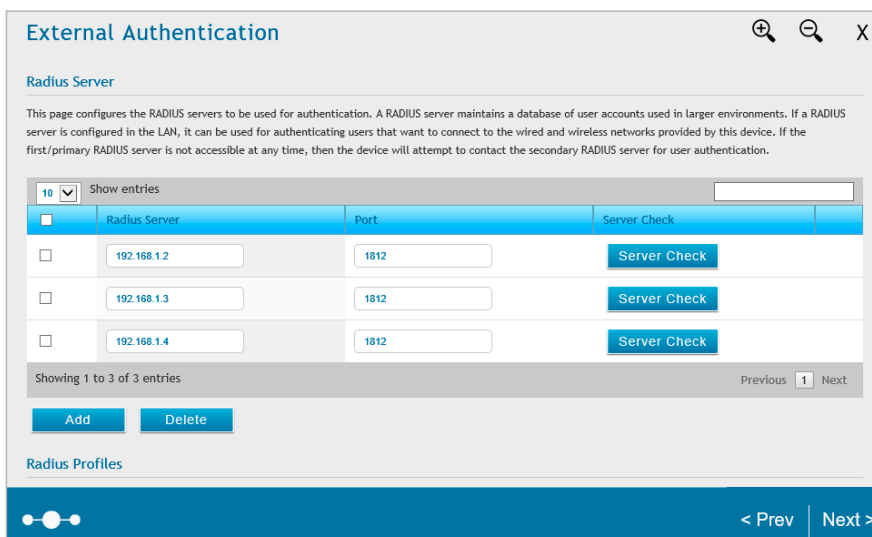 External Authentication
X
Radius Server
This page configures the RADIUS servers to be used for authentication. A RADIUS server maintains a database of user accounts used in larger environments. If a RADIUS
server is configured in the LAN, it can be used for authenticating users that want to connect to the wired and wireless networks provided by this device. If the
first/primary RADIUS server is not accessible at any time, then the device will attempt to contact the secondary RADIUS server for user authentication.
10 Show entries
Radius Server Port Server Check
192.168.1.2 1812 Server Check
192.168.1.3 1812 Server Check
192.168.1.4 1812 Server Check
Showing 1 to 3 of 3 entries Previous 1 Next
Add Delete
Radius Profiles
< Prev Next >